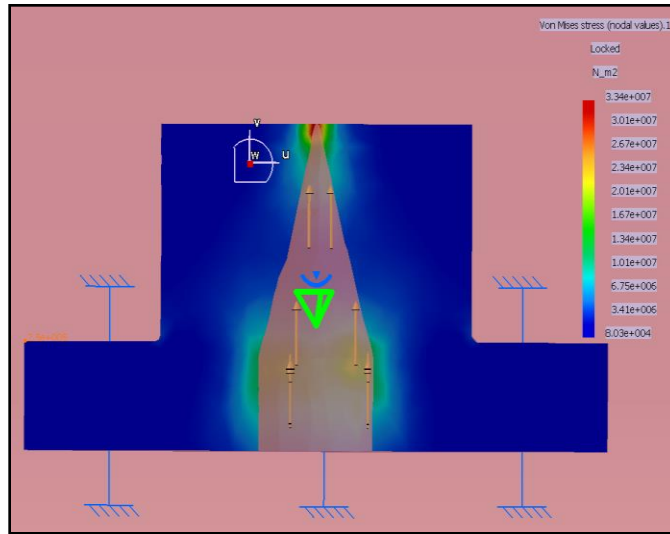 Von Mises stress (nodal values).1
Locked
N_m2
3.34e+007
3.01e+007
2.67e+007
2.34e+007
2.01e+007
1.67e+007
1.34e+007
1.01e+007
6.75e+006
3.41e+006
8.03e+004
v
w
u